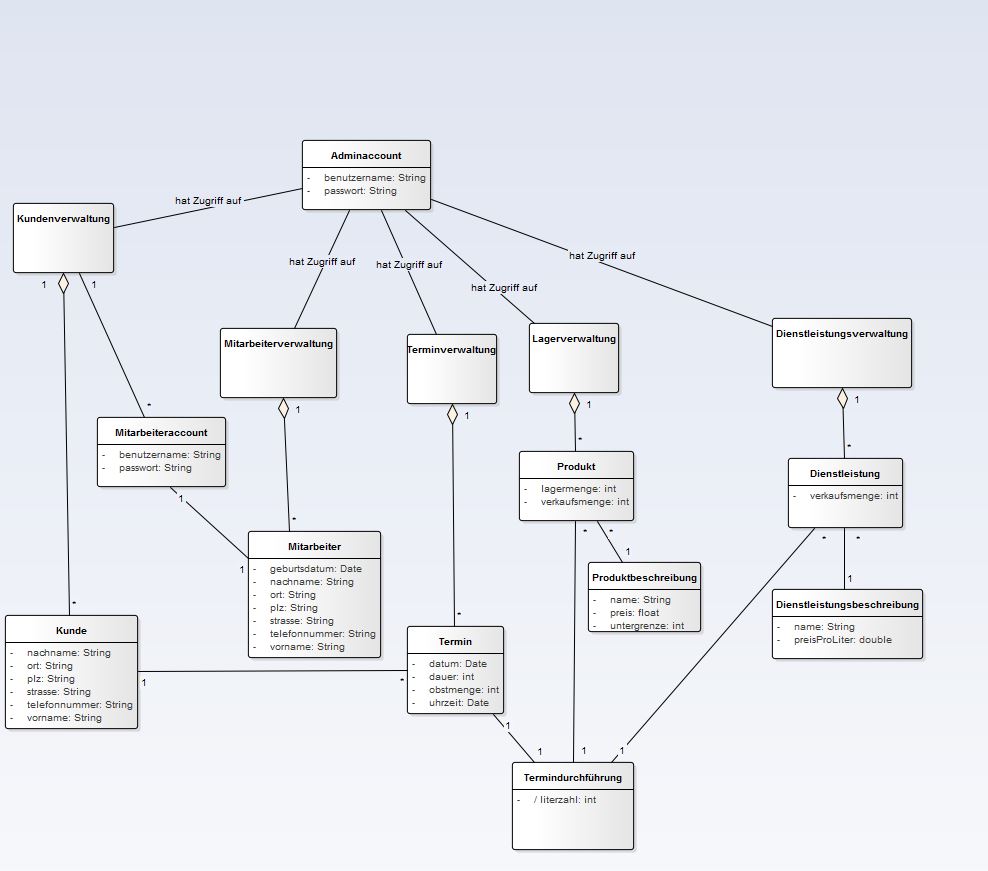 Adminaccount
- benutzername: String
- passwort: String
hat Zugriff auf
Kundenverwaltung
hat Zugriff auf
hat Zugriff auf
hat Zugriff auf
hat Zugriff auf
1
1
Mitarbeiterverwaltung
Terminverwaltung
Lagerverwaltung
Dienstleistungsverwaltung
*
1
1
1
1
Mitarbeiteraccount
- benutzername: String
- passwort: String
*
*
Produkt
- lagermenge: int
- verkaufsmenge: int
Dienstleistung
- verkaufsmenge: int
1
*
1
Mitarbeiter
- geburtsdatum: Date
- nachname: String
- ort: String
- plz: String
- strasse: String
- telefonnummer: String
- vorname: String
*
*
1
*
*
1
Produktbeschreibung
- name: String
- preis: float
- untergrenze: int
Dienstleistungsbeschreibung
- name: String
- preisProLiter: double
*
Kunde
- nachname: String
- ort: String
- plz: String
- strasse: String
- telefonnummer: String
- vorname: String
*
Termin
- datum: Date
- dauer: int
- obstmenge: int
- uhrzeit: Date
1
*
1
1
1
1
Termindurchführung
- / literzahl: int